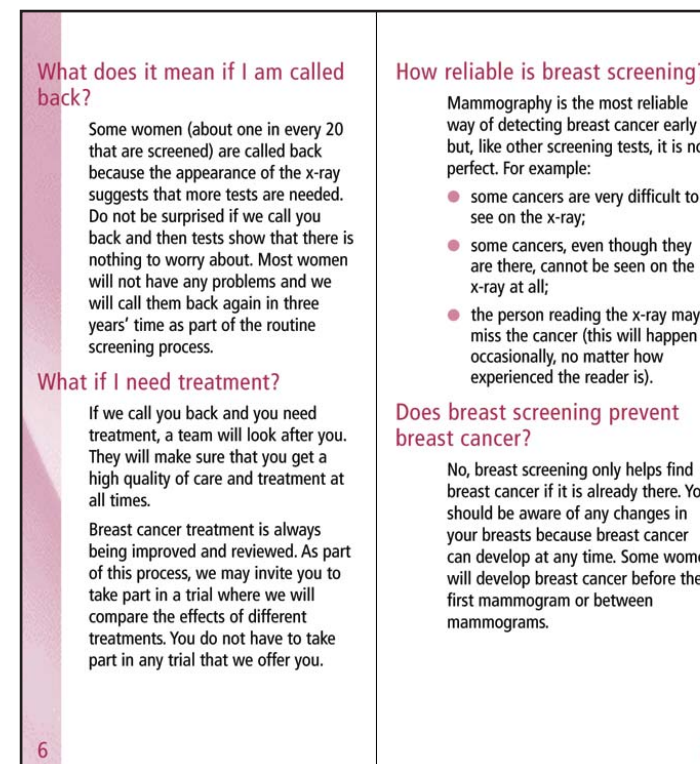 What does it mean if I am called
back?
Some women (about one in every 20
that are screened) are called back
because the appearance of the x-ray
suggests that more tests are needed.
Do not be surprised if we call you
back and then tests show that there is
nothing to worry about. Most women
will not have any problems and we
will call them back again in three
years' time as part of the routine
screening process.
What if I need treatment?
If we call you back and you need
treatment, a team will look after you.
They will make sure that you get a
high quality of care and treatment at
all times.
Breast cancer treatment is always
being improved and reviewed. As part
of this process, we may invite you to
take part in a trial where we will
compare the effects of different
treatments. You do not have to take
part in any trial that we offer you.
6
How reliable is breast screening?
Mammography is the most reliable
way of detecting breast cancer early
but, like other screening tests, it is
perfect. For example:
● some cancers are very difficult to
see on the x-ray;
● some cancers, even though they
are there, cannot be seen on the
x-ray at all;
● the person reading the x-ray may
miss the cancer (this will happen
occasionally, no matter how
experienced the reader is).
Does breast screening prevent
breast cancer?
No, breast screening only helps find
breast cancer if it is already there.
should be aware of any changes in
your breasts because breast cancer
can develop at any time. Some
will develop breast cancer before
first mammogram or between
mammograms.